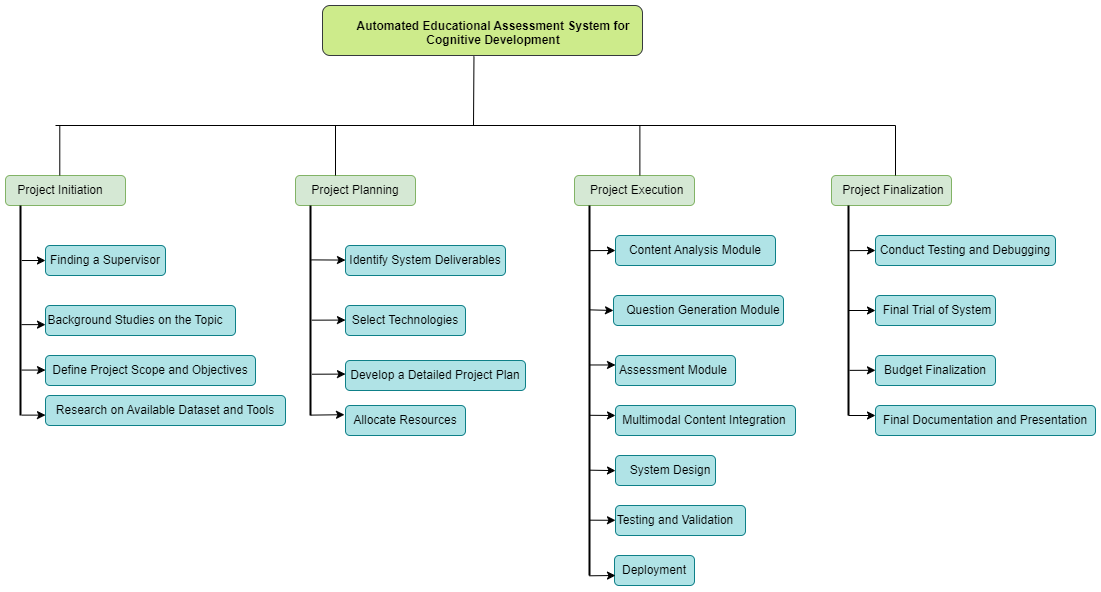 Automated Educational Assessment System for
Cognitive Development
Project Initiation
Finding a Supervisor
Background Studies on the Topic
Define Project Scope and Objectives
Research on Available Dataset and Tools
Project Planning
Identify System Deliverables
Select Technologies
Develop a Detailed Project Plan
Allocate Resources
Project Execution
Content Analysis Module
Question Generation Module
Assessment Module
Multimodal Content Integration
System Design
Testing and Validation
Deployment
Project Finalization
Conduct Testing and Debugging
Final Trial of System
Budget Finalization
Final Documentation and Presentation